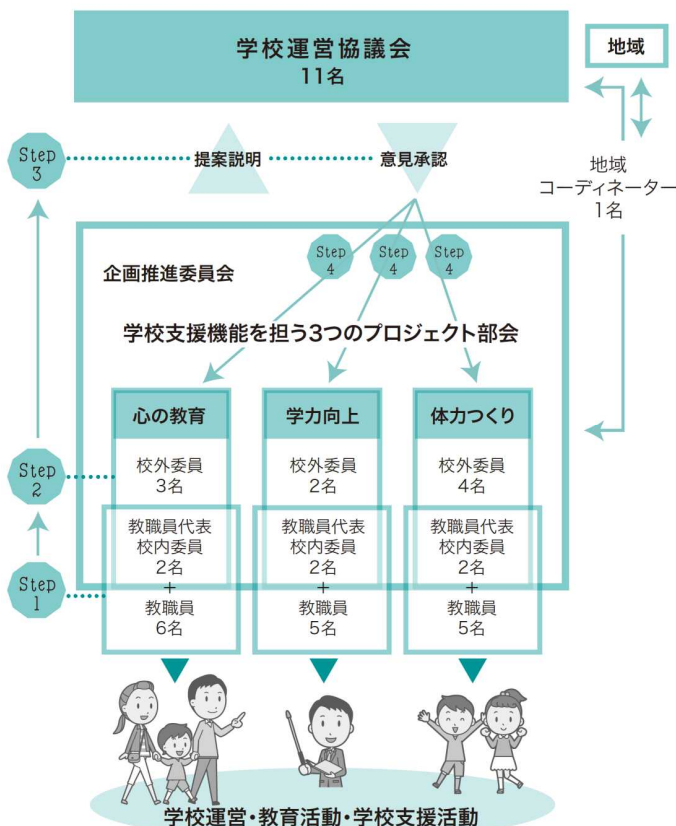 学校運営協議会
11名
地域
Step
3
提案説明
意見承認
地域
コーディネーター
1名
Step
4
Step
4
Step
4
企画推進委員会
学校支援機能を担う3つのプロジェクト部会
心の教育
学力向上
体力つくり
Step
2
校外委員
3名
校外委員
2名
校外委員
4名
教職員代表
校内委員
2名
+
教職員
6名
教職員代表
校内委員
2名
+
教職員
5名
教職員代表
校内委員
2名
+
教職員
5名
Step
1
学校運営・教育活動・学校支援活動